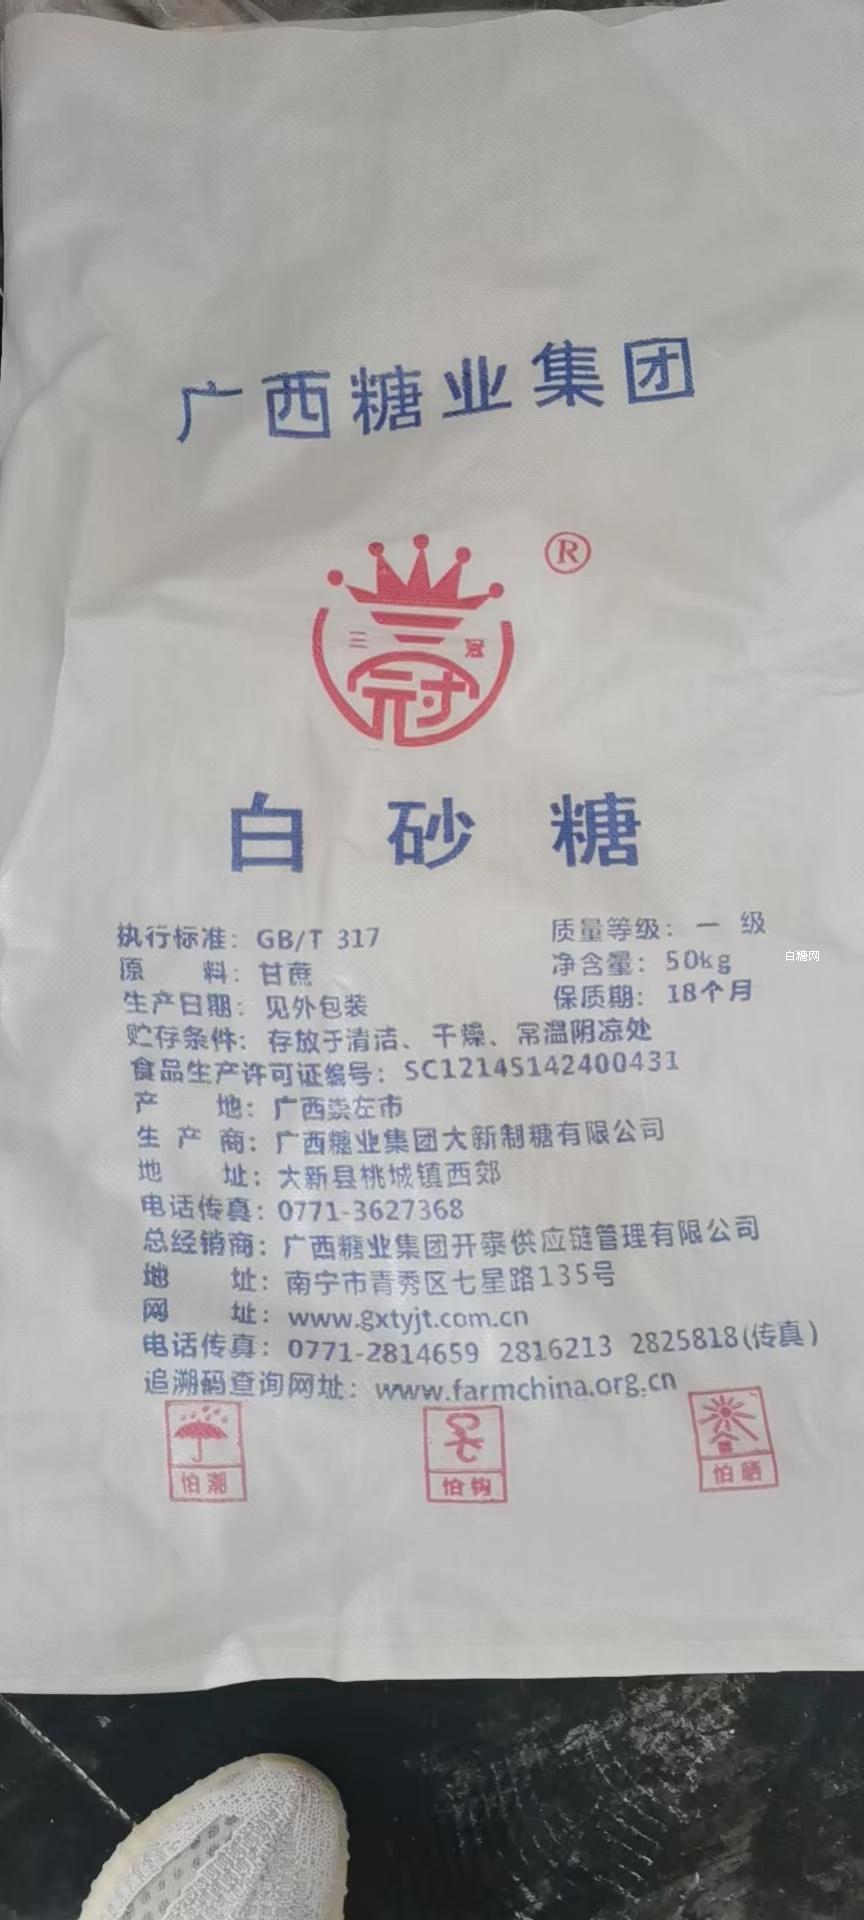 广西糖业集团
®
三冠
三冠
白砂糖
执行标准：GB/T 317 质量等级：一级
原料：甘蔗 净含量：50kg
生产日期：见外包装 保质期：18个月
贮存条件：存放于清洁、干燥、常温阴凉处
食品生产许可证编号：SC12145142400431
产地：广西崇左市
生产商：广西糖业集团大新制糖有限公司
地址：大新县桃城镇西郊
电话传真：0771-3627368
总经销商：广西糖业集团开泰供应链管理有限公司
地址：南宁市青秀区七星路135号
网址：www.gxtyjt.com.cn
电话传真：0771-2814659 2816213 2825818(传真)
追溯码查询网址：www.farmchina.org.cn
怕潮 怕钩 怕晒
白糖网